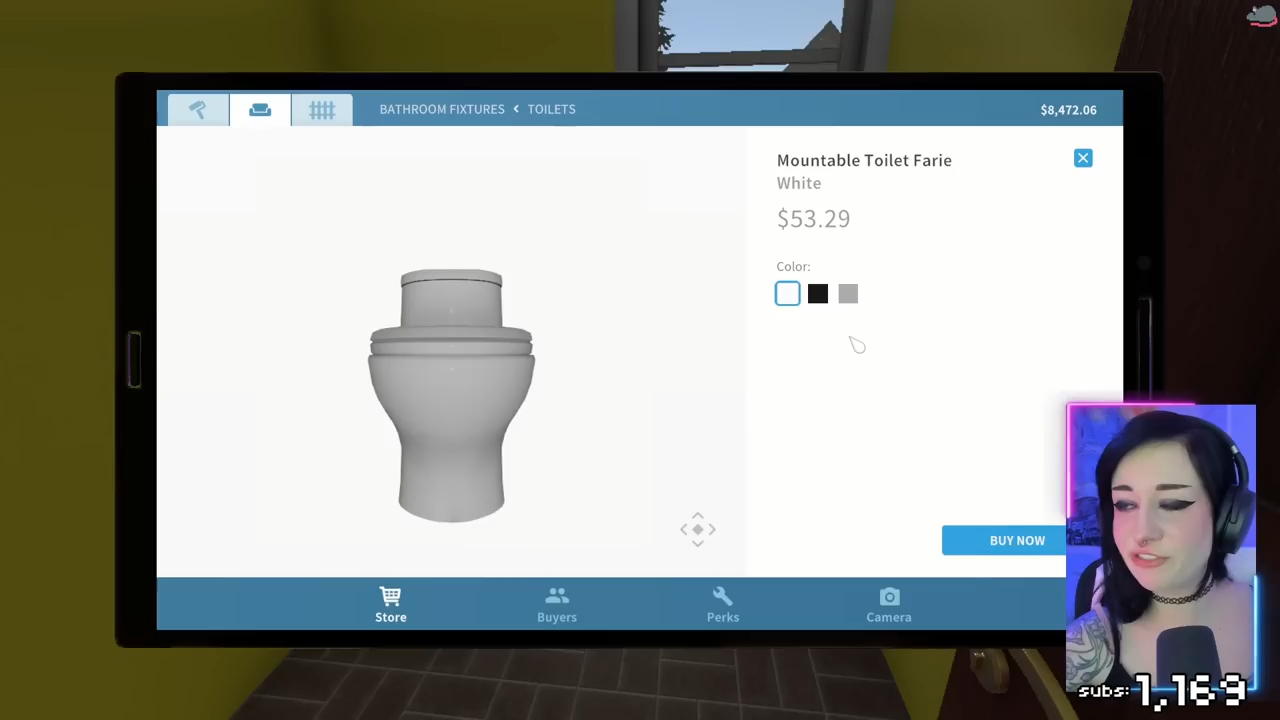 BATHROOM FIXTURES < TOILETS
$8,472.06
Mountable Toilet Farie
White
$53.29
Color:
BUY NOW
Store
Buyers
Perks
Camera
subs: 1,169